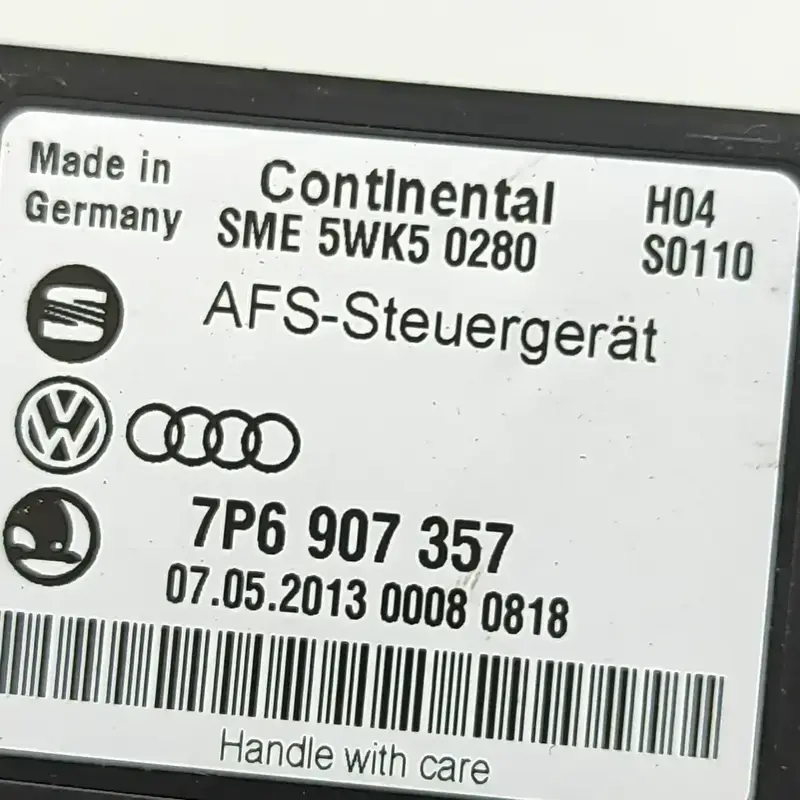 Made in
Germany
Continental
SME 5WK5 0280
H04
S0110
AFS-Steuergerät
7P6 907 357
07.05.2013 0008 0818
Handle with care